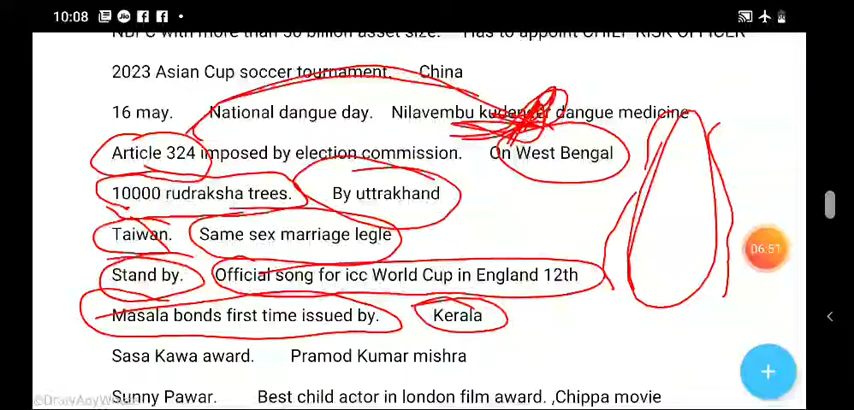 10:08 Jio
NBFC with more than 50 billion asset size. Has to appoint CHIEF RISK OFFICER
2023 Asian Cup soccer tournament. China
16 may. National dangue day. Nilavembu kudeneer dangue medicine
Article 324 imposed by election commission. On West Bengal
10000 rudraksha trees. By uttrakhand
Taiwan. Same sex marriage legle
06:51
Stand by. Official song for icc World Cup in England 12th
Masala bonds first time issued by. Kerala
Sasa Kawa award. Pramod Kumar mishra
Sunny Pawar. Best child actor in london film award. ,Chippa movie